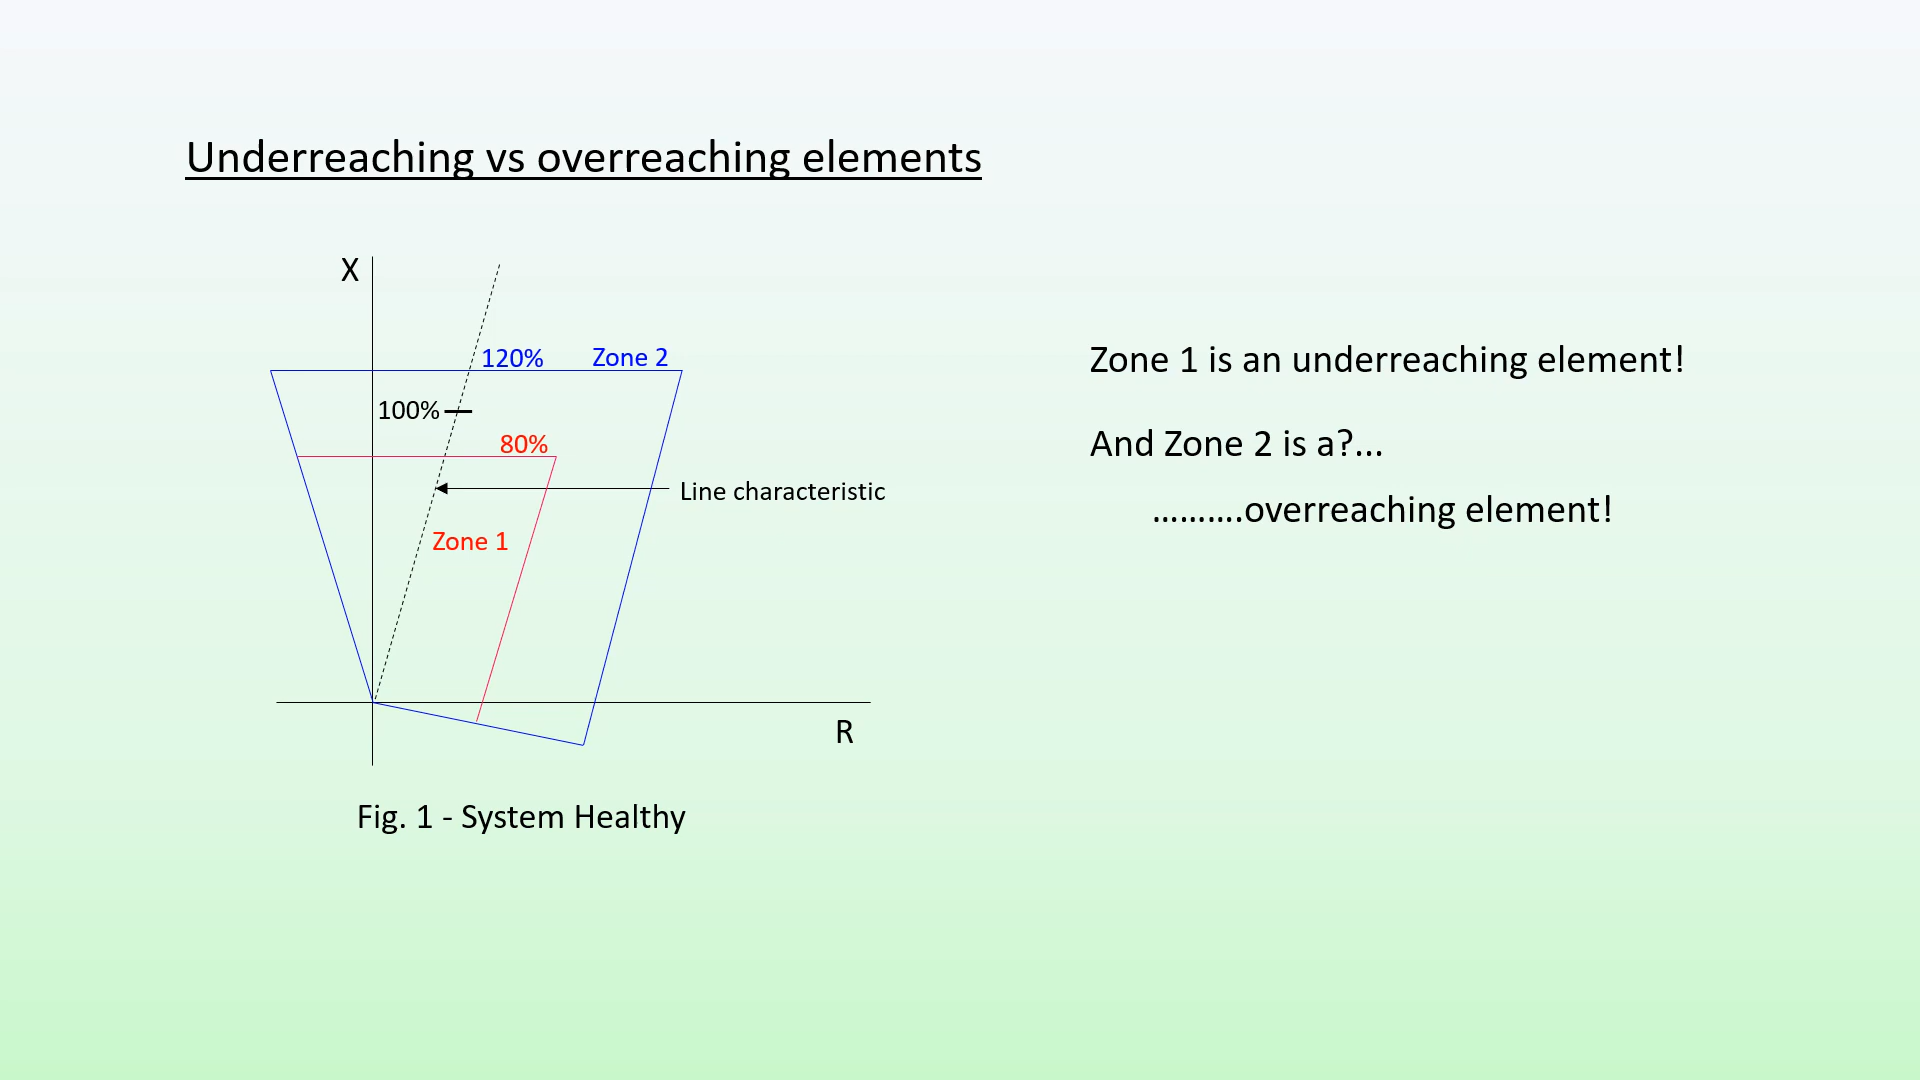 Underreaching vs overreaching elements
X
120%
Zone 2
100%
80%
Line characteristic
Zone 1
R
Fig. 1 - System Healthy
Zone 1 is an underreaching element!
And Zone 2 is a?...
..........overreaching element!